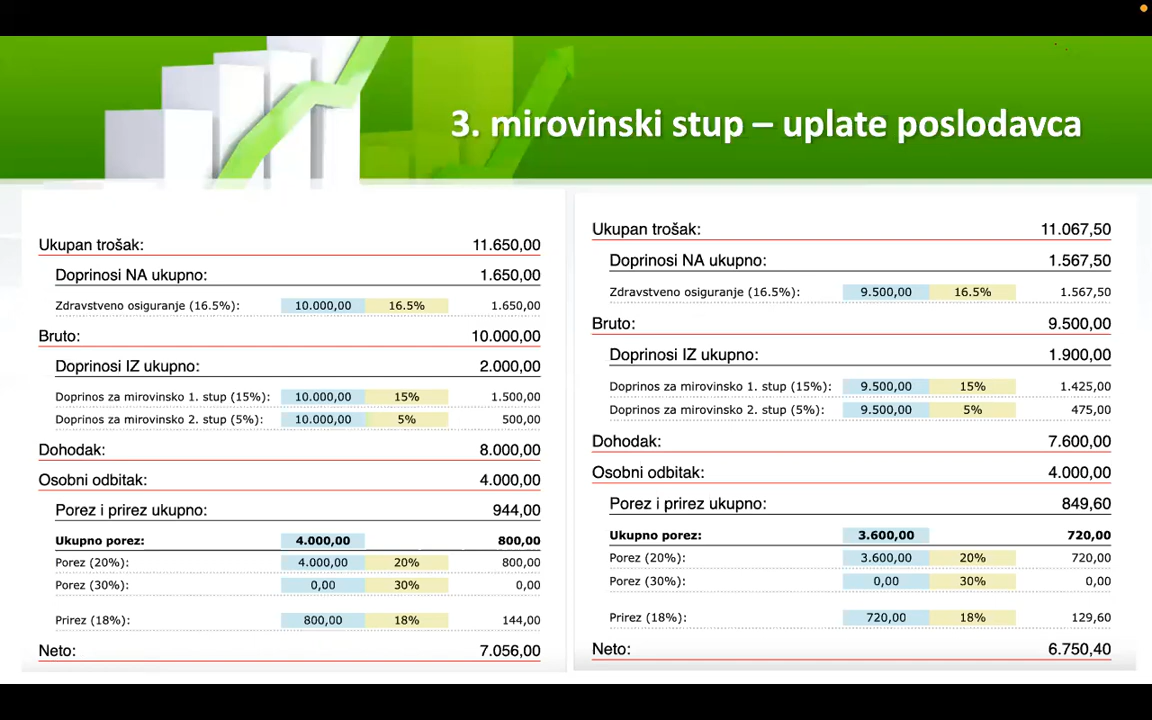 3. mirovinski stup – uplate poslodavca
Ukupan trošak: 11.650,00
Doprinosi NA ukupno: 1.650,00
Zdravstveno osiguranje (16.5%): 10.000,00 16.5% 1.650,00
Bruto: 10.000,00
Doprinosi IZ ukupno: 2.000,00
Doprinos za mirovinsko 1. stup (15%): 10.000,00 15% 1.500,00
Doprinos za mirovinsko 2. stup (5%): 10.000,00 5% 500,00
Dohodak: 8.000,00
Osobni odbitak: 4.000,00
Porez i prirez ukupno: 944,00
Ukupno porez: 4.000,00 800,00
Porez (20%): 4.000,00 20% 800,00
Porez (30%): 0,00 30% 0,00
Prirez (18%): 800,00 18% 144,00
Neto: 7.056,00
Ukupan trošak: 11.067,50
Doprinosi NA ukupno: 1.567,50
Zdravstveno osiguranje (16.5%): 9.500,00 16.5% 1.567,50
Bruto: 9.500,00
Doprinosi IZ ukupno: 1.900,00
Doprinos za mirovinsko 1. stup (15%): 9.500,00 15% 1.425,00
Doprinos za mirovinsko 2. stup (5%): 9.500,00 5% 475,00
Dohodak: 7.600,00
Osobni odbitak: 4.000,00
Porez i prirez ukupno: 849,60
Ukupno porez: 3.600,00 720,00
Porez (20%): 3.600,00 20% 720,00
Porez (30%): 0,00 30% 0,00
Prirez (18%): 720,00 18% 129,60
Neto: 6.750,40